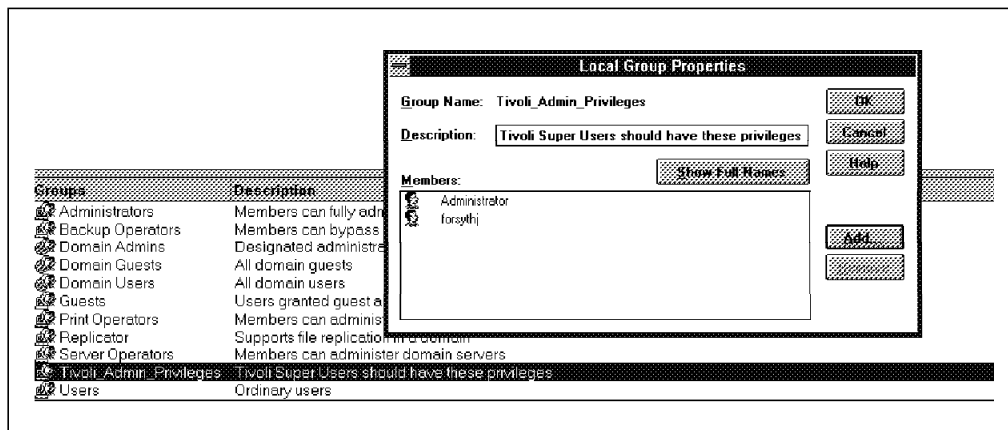 Local Group Properties
Group Name: Tivoli_Admin_Privileges
OK
Description: Tivoli Super Users should have these privileges
Cancel
Help
Show Full Names
Members:
Administrator
forsythj
Add...
Groups Description
Administrators Members can fully adm
Backup Operators Members can bypass
Domain Admins Designated administra
Domain Guests All domain guests
Domain Users All domain users
Guests Users granted guest a
Print Operators Members can administ
Replicator Supports file replication in a domain
Server Operators Members can administer domain servers
Tivoli_Admin_Privileges Tivoli Super Users should have these privileges
Users Ordinary users